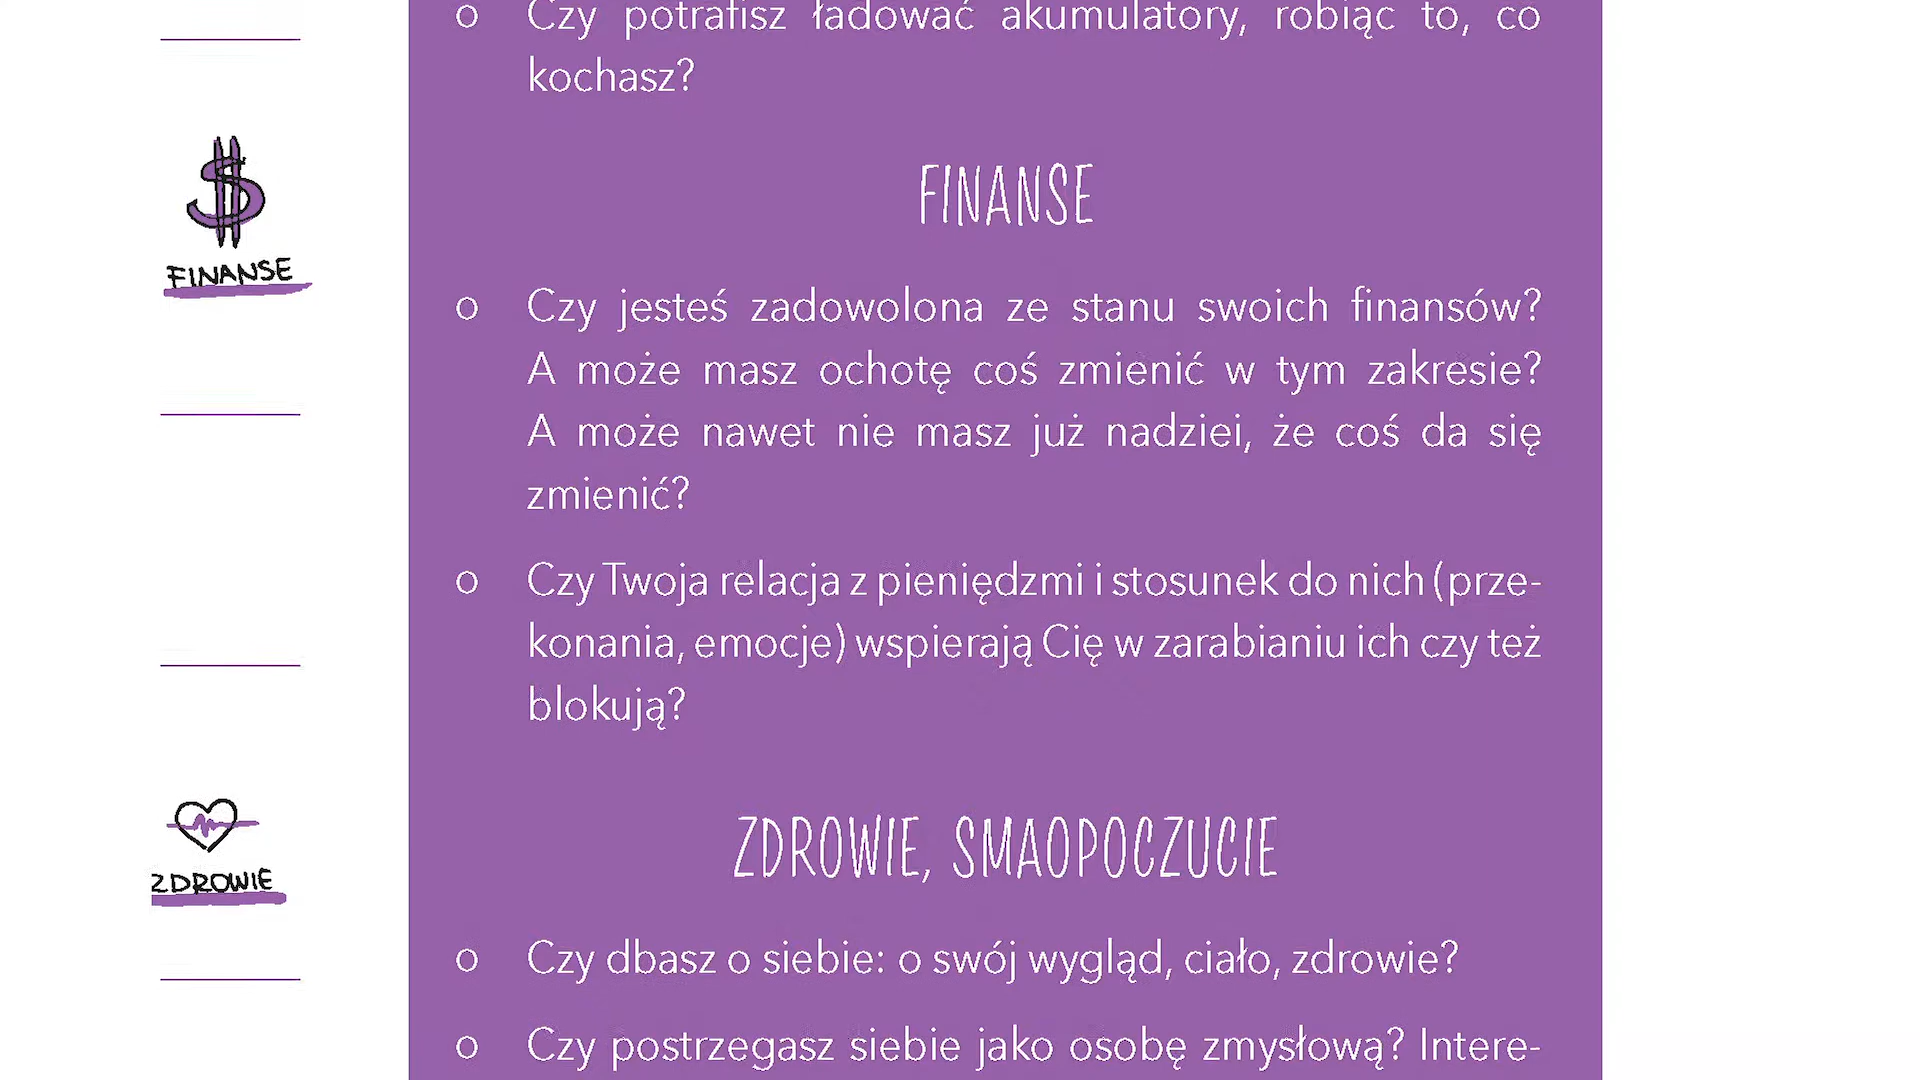 o Czy potrafisz ładować akumulatory, robiąc to, co
kochasz?
FINANSE
FINANSE
o Czy jesteś zadowolona ze stanu swoich finansów?
A może masz ochotę coś zmienić w tym zakresie?
A może nawet nie masz już nadziei, że coś da się
zmienić?
o Czy Twoja relacja z pieniędzmi i stosunek do nich (prze-
konania, emocje) wspierają Cię w zarabianiu ich czy też
blokują?
ZDROWIE
ZDROWIE, SMAOPOCZUCIE
o Czy dbasz o siebie: o swój wygląd, ciało, zdrowie?
o Czy postrzegasz siebie jako osobę zmysłową? Intere-